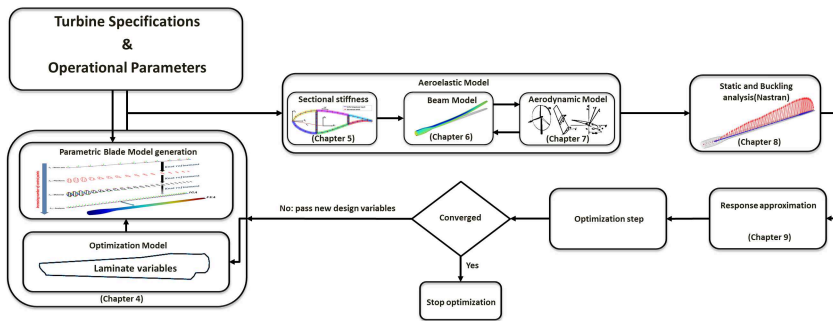 Turbine Specifications
&
Operational Parameters
Aeroelastic Model
Sectional stiffness
(Chapter 5)
Beam Model
(Chapter 6)
Aerodynamic Model
(Chapter 7)
Static and Buckling
analysis(Nastran)
(Chapter 8)
Parametric Blade Model generation
Optimization Model
Laminate variables
(Chapter 4)
No: pass new design variables
Converged
Yes
Stop optimization
Optimization step
Response approximation
(Chapter 9)